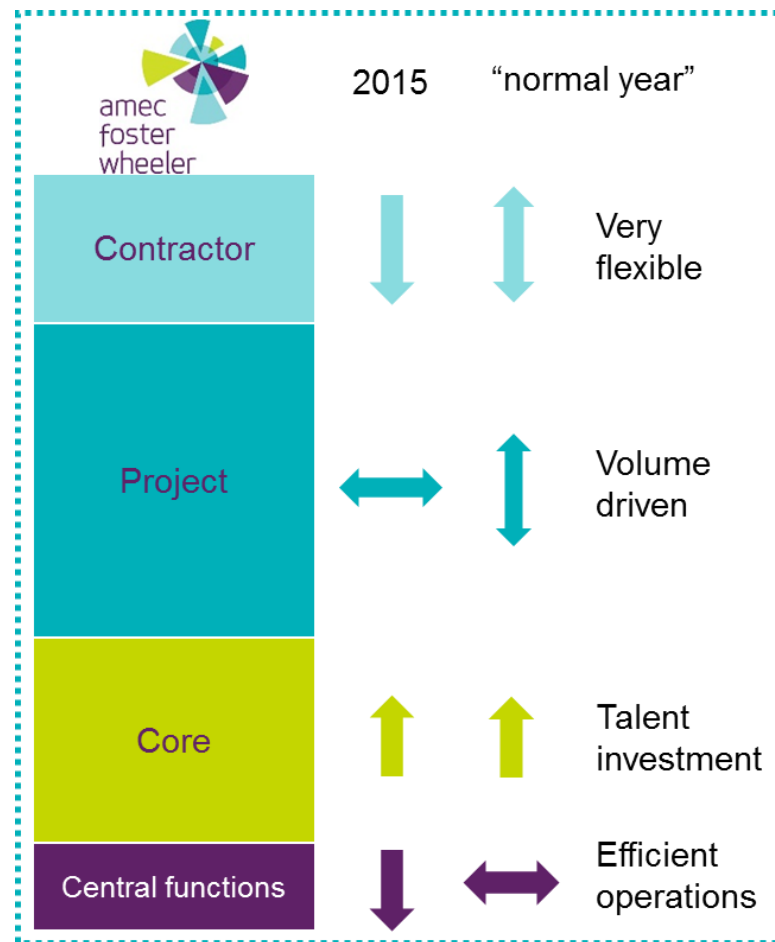 amec
foster
wheeler
2015
“normal year”
Contractor
Very
flexible
Project
Volume
driven
Core
Talent
investment
Central functions
Efficient
operations